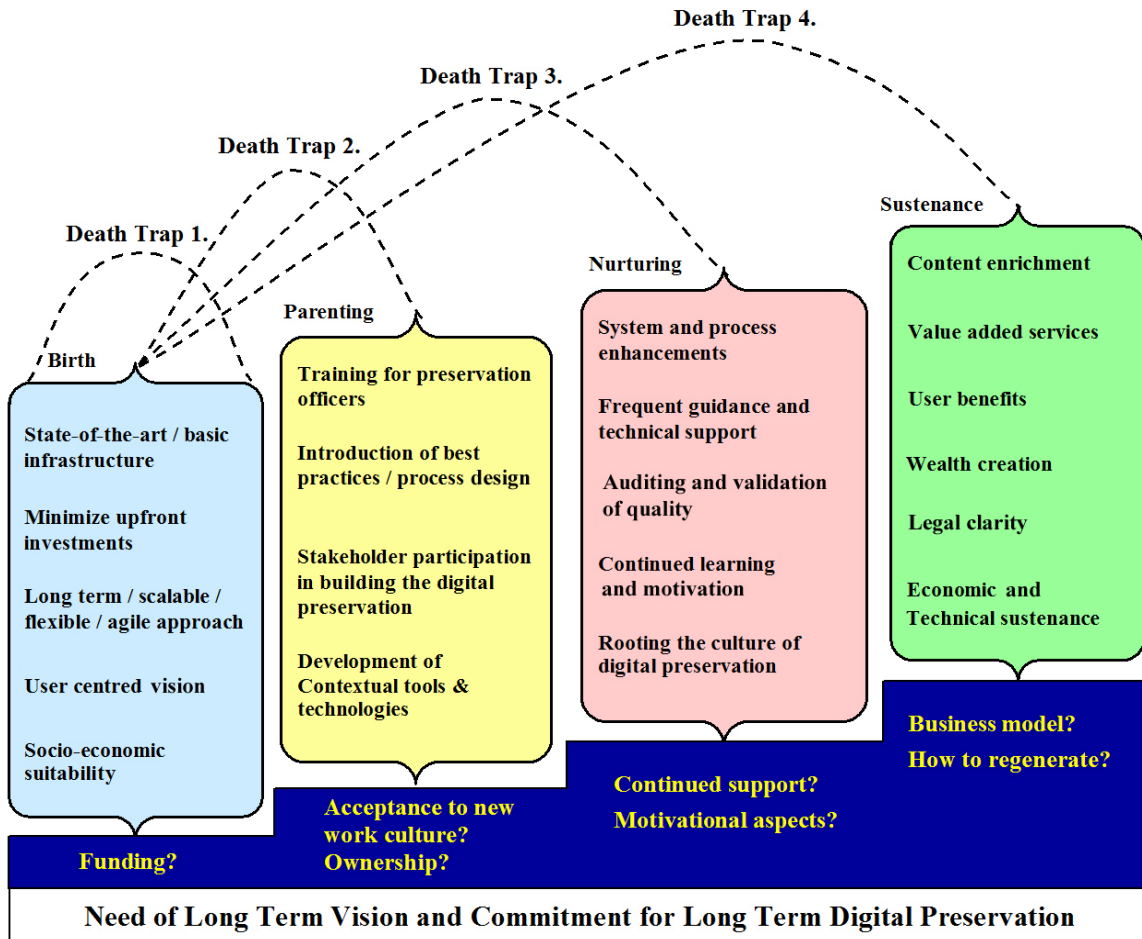 Death Trap 4.
Death Trap 3.
Death Trap 2.
Death Trap 1.
Birth
State-of-the-art / basic
infrastructure
Minimize upfront
investments
Long term / scalable /
flexible / agile approach
User centred vision
Socio-economic
suitability
Funding?
Parenting
Training for preservation
officers
Introduction of best
practices / process design
Stakeholder participation
in building the digital
preservation
Development of
Contextual tools &
technologies
Acceptance to new
work culture?
Ownership?
Nurturing
System and process
enhancements
Frequent guidance and
technical support
Auditing and validation
of quality
Continued learning
and motivation
Rooting the culture of
digital preservation
Continued support?
Motivational aspects?
Sustenance
Content enrichment
Value added services
User benefits
Wealth creation
Legal clarity
Economic and
Technical sustenance
Business model?
How to regenerate?
Need of Long Term Vision and Commitment for Long Term Digital Preservation